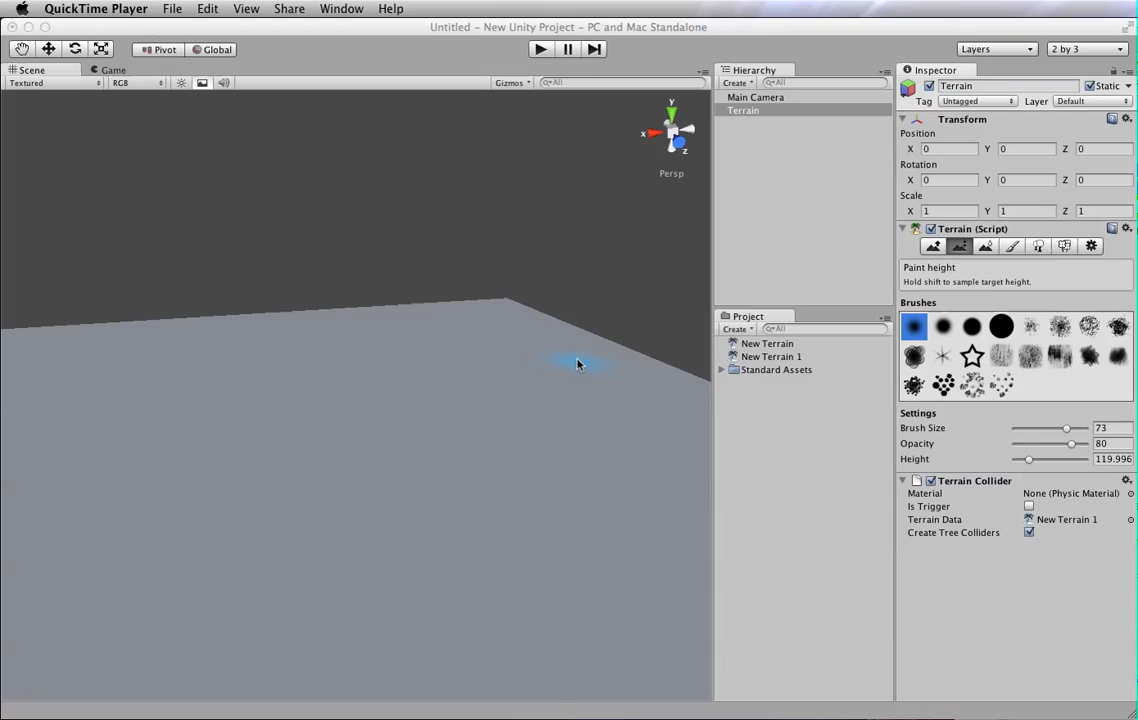 QuickTime Player File Edit View Share Window Help
Untitled - New Unity Project - PC and Mac Standalone
Pivot Global Layers 2 by 3
Scene Game
Textured RGB Gizmos All
y
x
z
Persp
Hierarchy
Create All
Main Camera
Terrain
Project
Create All
New Terrain
New Terrain 1
Standard Assets
Inspector
Terrain Static
Tag Untagged Layer Default
Transform
Position
X 0 Y 0 Z 0
Rotation
X 0 Y 0 Z 0
Scale
X 1 Y 1 Z 1
Terrain (Script)
Paint height
Hold shift to sample target height.
Brushes
Settings
Brush Size 73
Opacity 80
Height 119.996
Terrain Collider
Material None (Physic Material)
Is Trigger
Terrain Data New Terrain 1
Create Tree Colliders